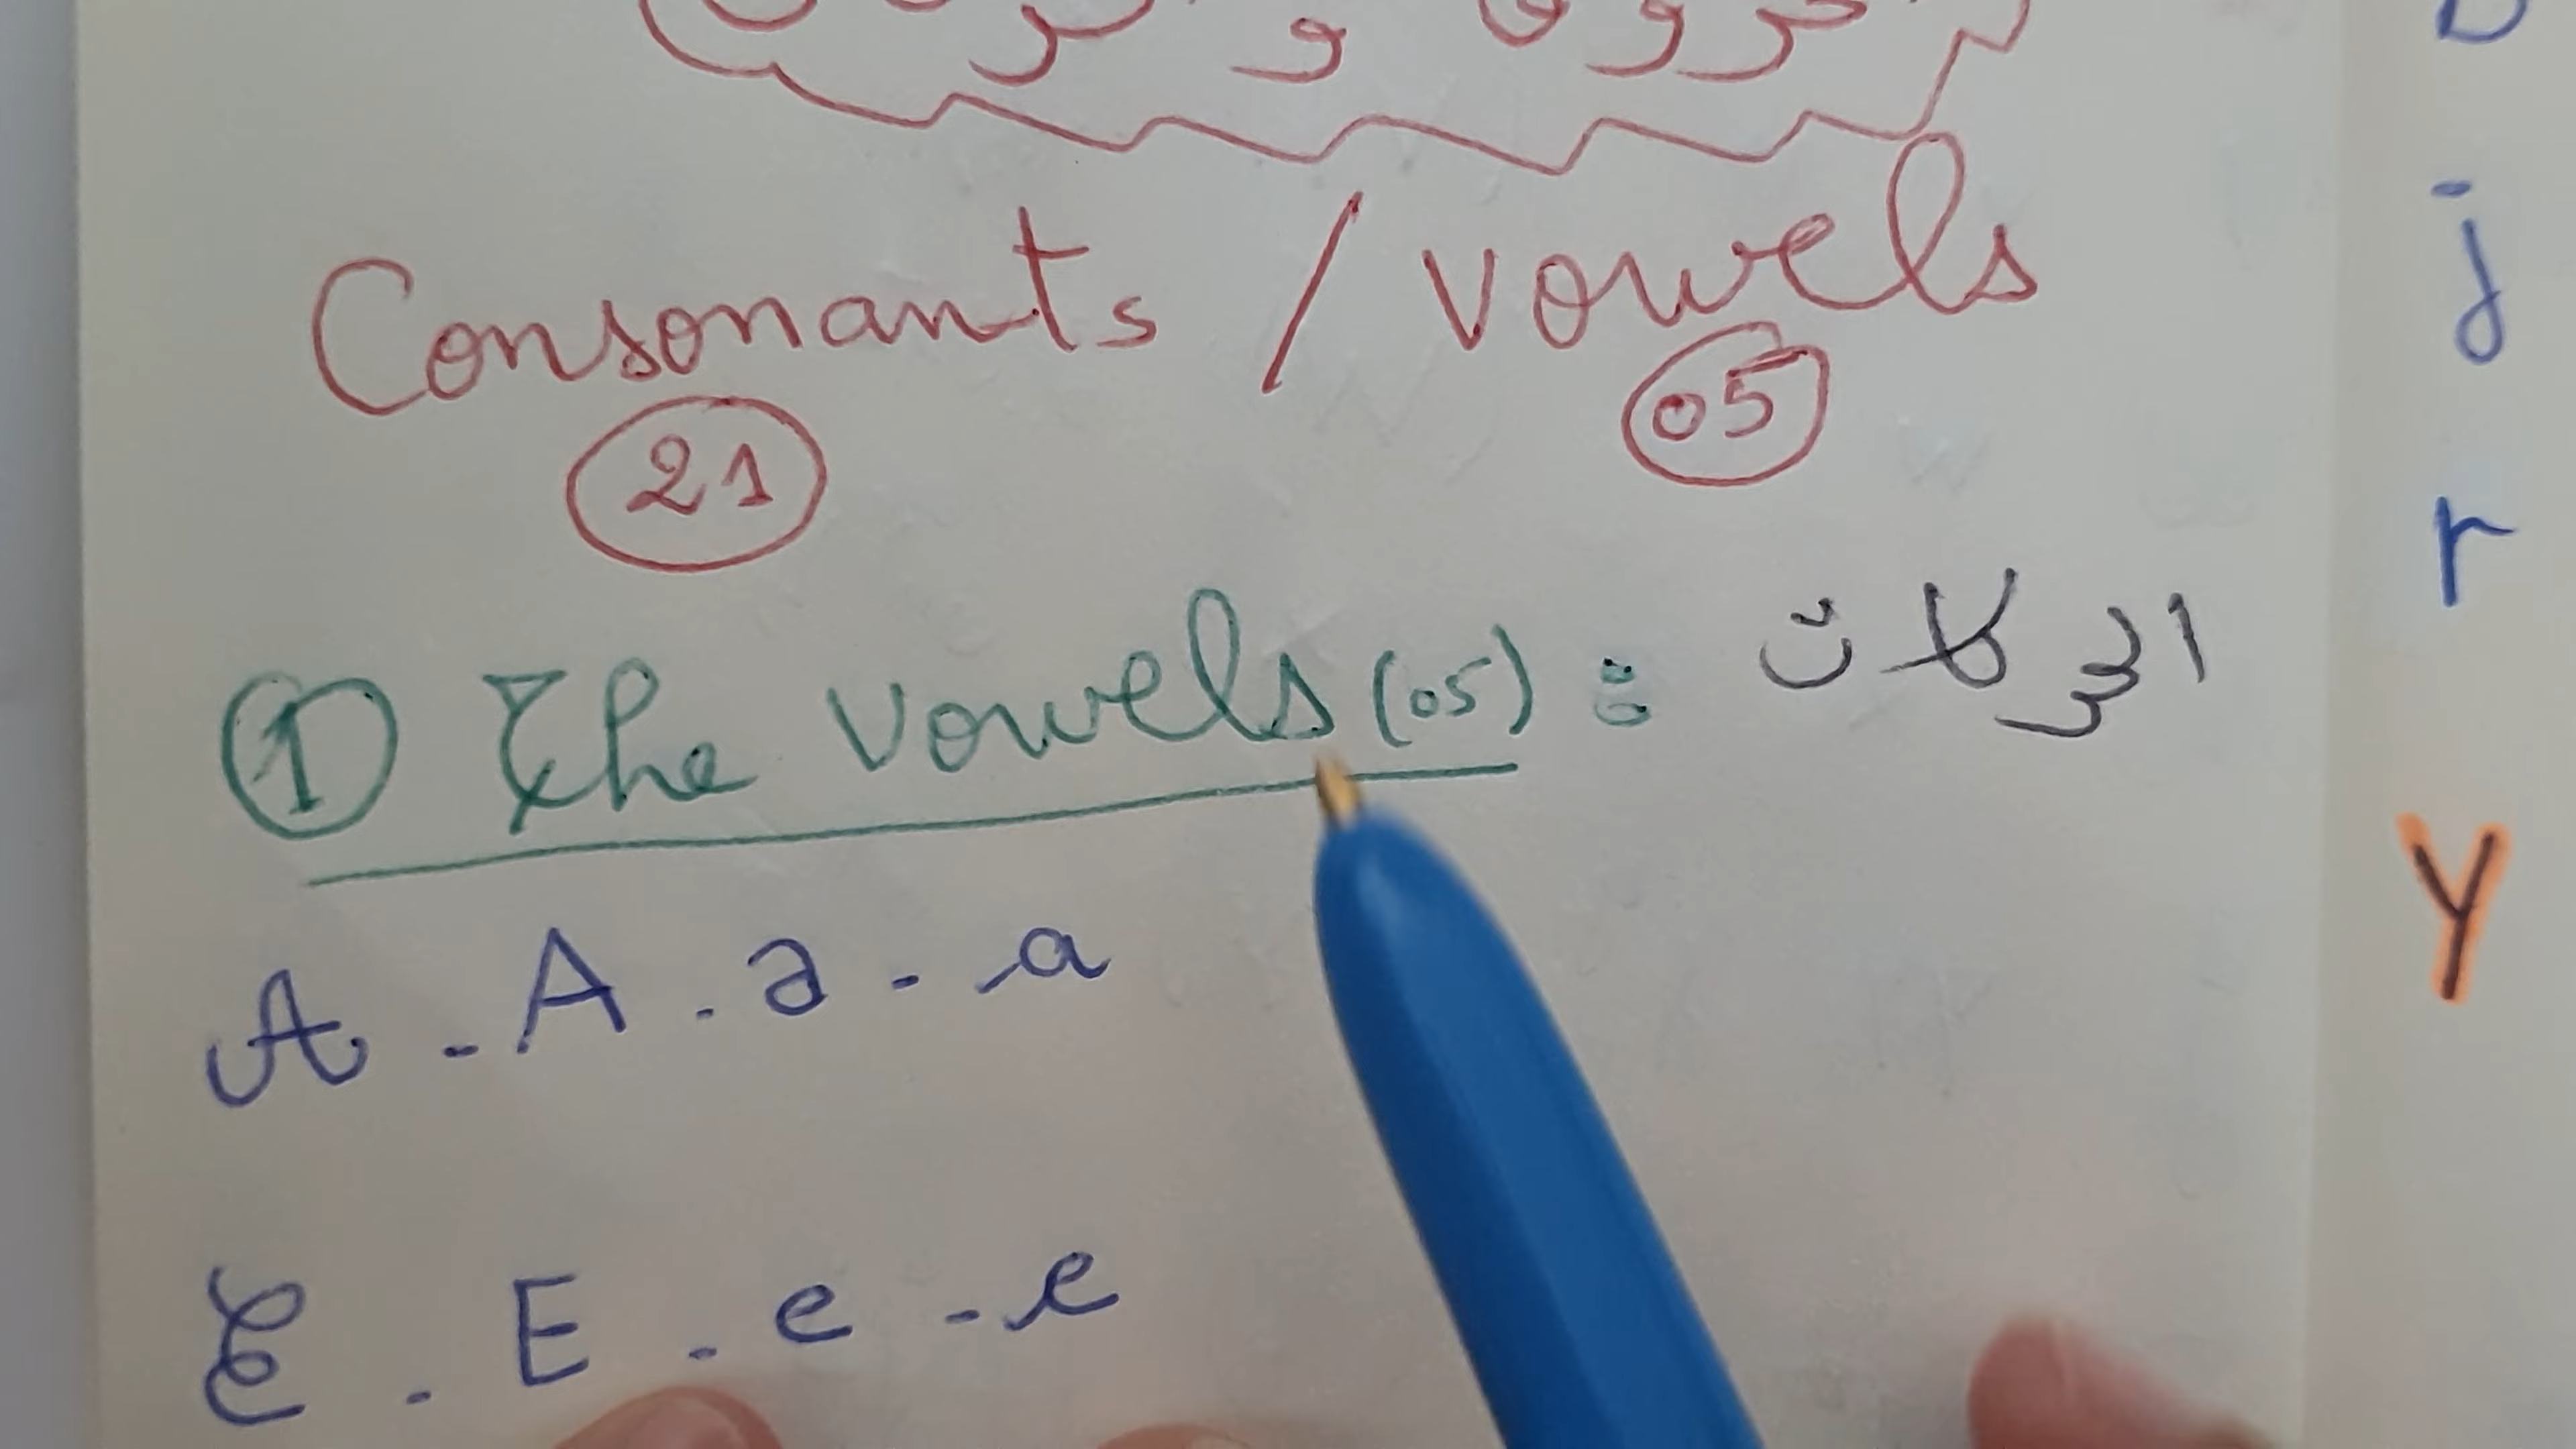 Consonants / vowels
21 05
① The vowels (05) : الحركات
A - A - a - a
E - E - e - e
j
r
y